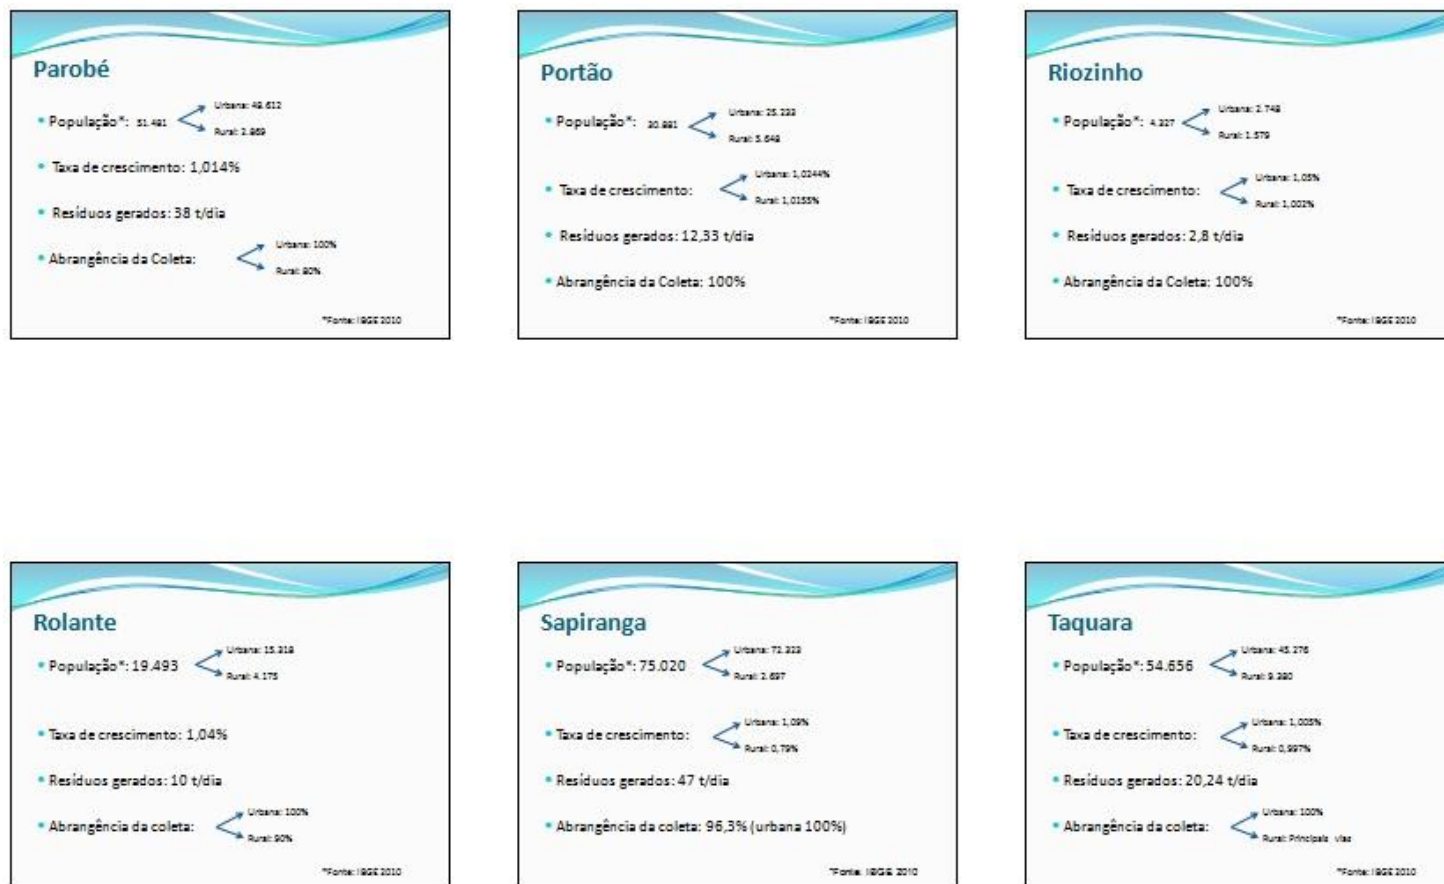 Parobé
• População*: 51.481
Urbana: 48.612
Rural: 2.869
• Taxa de crescimento: 1,014%
• Resíduos gerados: 38 t/dia
• Abrangência da Coleta:
Urbana: 100%
Rural: 80%
*Fonte: IBGE 2010
Portão
• População*: 30.881
Urbana: 25.233
Rural: 5.648
• Taxa de crescimento:
Urbana: 1,0244%
Rural: 1,0155%
• Resíduos gerados: 12,33 t/dia
• Abrangência da Coleta: 100%
*Fonte: IBGE 2010
Riozinho
• População*: 4.327
Urbana: 2.748
Rural: 1.579
• Taxa de crescimento:
Urbana: 1,05%
Rural: 1,002%
• Resíduos gerados: 2,8 t/dia
• Abrangência da Coleta: 100%
*Fonte: IBGE 2010
Rolante
• População*: 19.493
Urbana: 15.318
Rural: 4.175
• Taxa de crescimento: 1,04%
• Resíduos gerados: 10 t/dia
• Abrangência da coleta:
Urbana: 100%
Rural: 90%
*Fonte: IBGE 2010
Sapiranga
• População*: 75.020
Urbana: 72.323
Rural: 2.697
• Taxa de crescimento:
Urbana: 1,09%
Rural: 0,79%
• Resíduos gerados: 47 t/dia
• Abrangência da coleta: 96,3% (urbana 100%)
*Fonte: IBGE 2010
Taquara
• População*: 54.656
Urbana: 45.276
Rural: 9.380
• Taxa de crescimento:
Urbana: 1,005%
Rural: 0,997%
• Resíduos gerados: 20,24 t/dia
• Abrangência da coleta:
Urbana: 100%
Rural: Principais vias
*Fonte: IBGE 2010